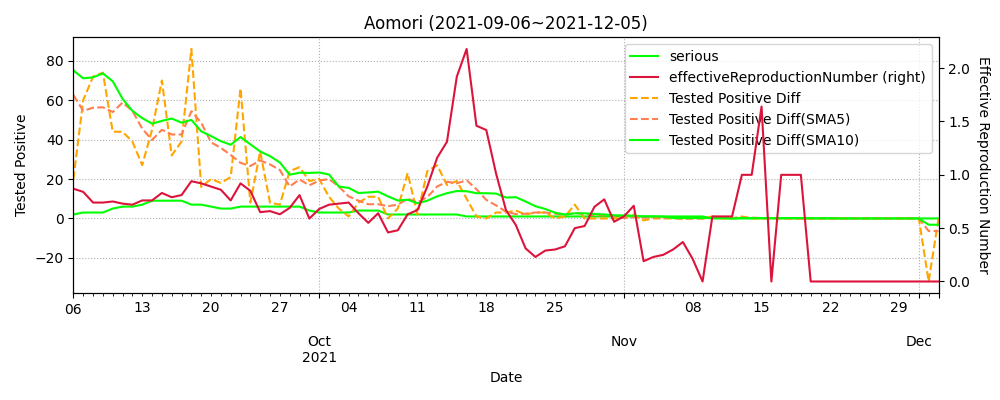 Aomori (2021-09-06~2021-12-05)
serious
effectiveReproductionNumber (right)
Tested Positive Diff
Tested Positive Diff(SMA5)
Tested Positive Diff(SMA10)
Tested Positive
80
60
40
20
0
−20
2.0
1.5
1.0
0.5
0.0
Effective Reproduction Number
06 13 20 27 04 11 18 25 08 15 22 29
Oct Nov Dec
2021
Date